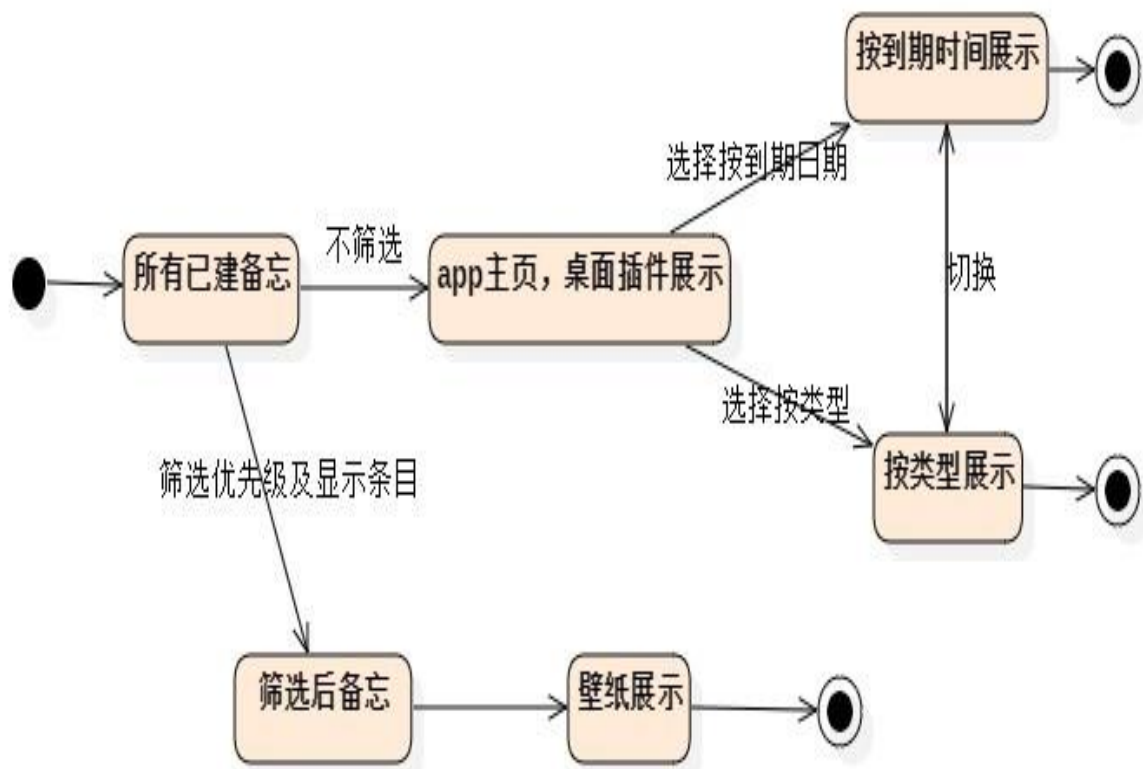 按到期时间展示
选择按到期日期
不筛选
所有已建备忘
app主页，桌面插件展示
切换
选择按类型
按类型展示
筛选优先级及显示条目
筛选后备忘
壁纸展示